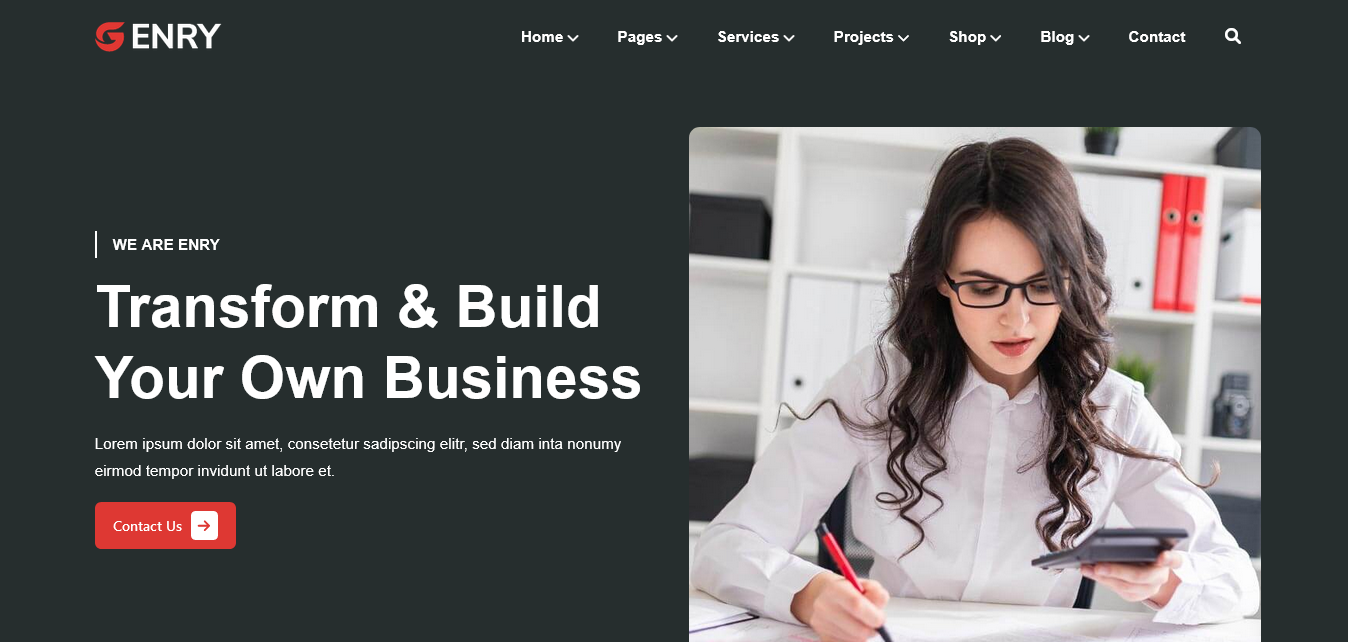 ENRY
Home Pages Services Projects Shop Blog Contact
WE ARE ENRY
Transform & Build
Your Own Business
Lorem ipsum dolor sit amet, consetetur sadipscing elitr, sed diam inta nonumy
eirmod tempor invidunt ut labore et.
Contact Us